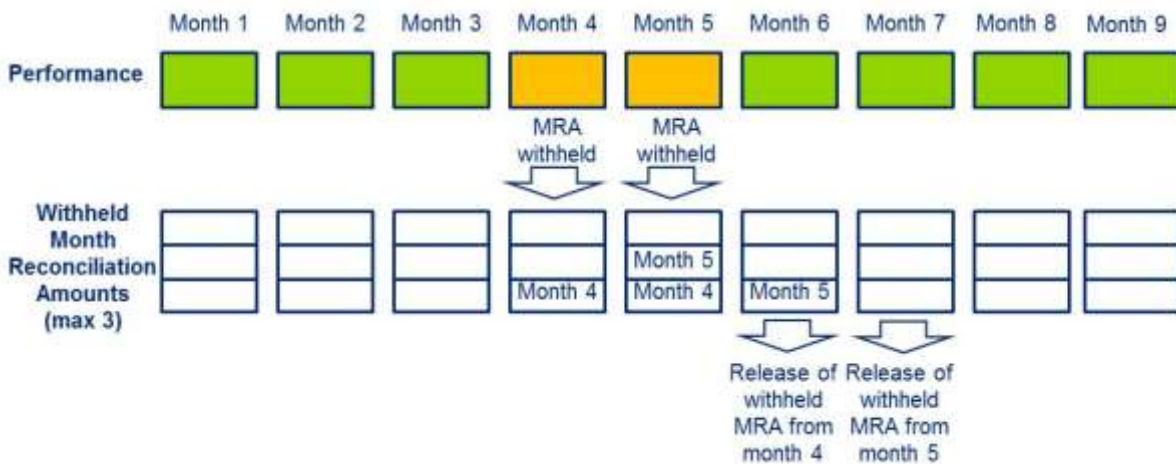 Month 1 Month 2 Month 3 Month 4 Month 5 Month 6 Month 7 Month 8 Month 9
Performance
MRA
withheld
MRA
withheld
Withheld
Month
Reconciliation
Amounts
(max 3)
Month 5
Month 4 Month 4 Month 5
Release of
withheld
MRA from
month 4
Release of
withheld
MRA from
month 5